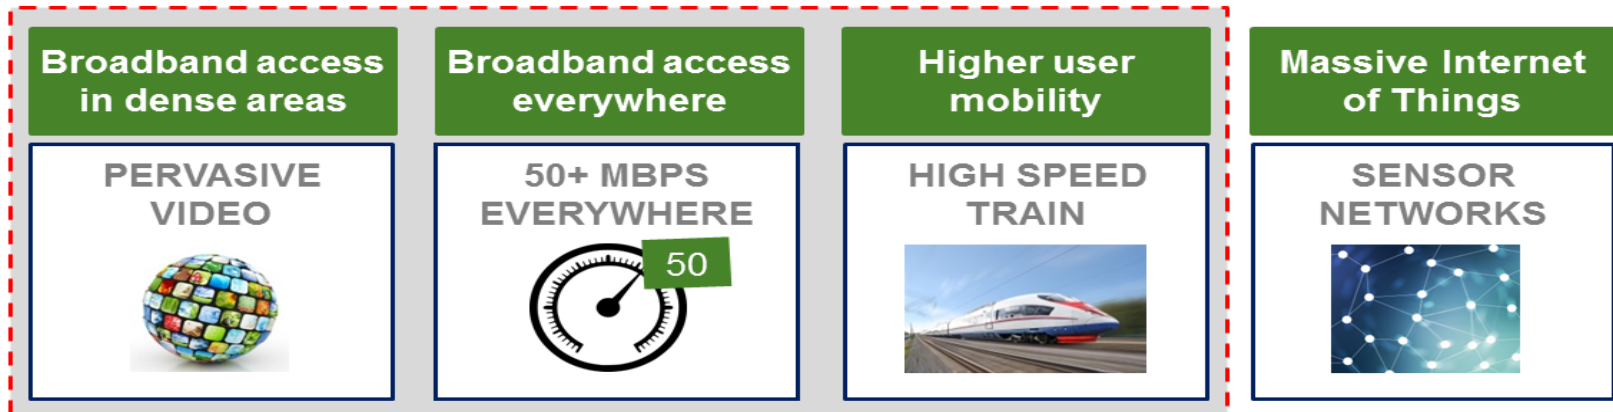 Broadband access
in dense areas
PERVASIVE
VIDEO
Broadband access
everywhere
50+ MBPS
EVERYWHERE
50
Higher user
mobility
HIGH SPEED
TRAIN
Massive Internet
of Things
SENSOR
NETWORKS